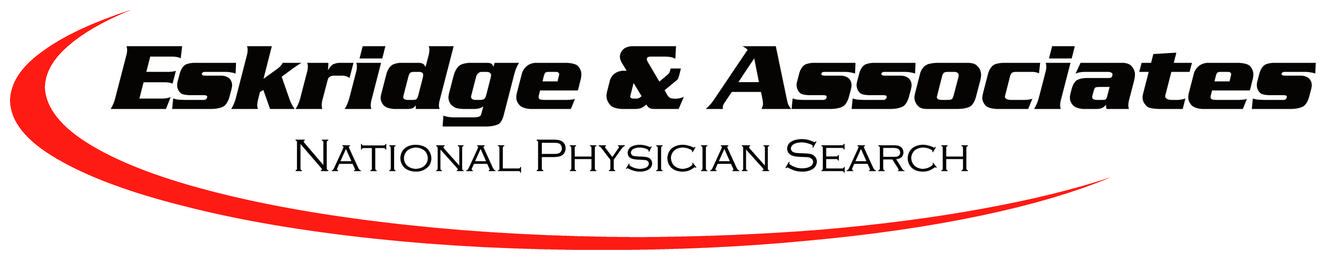 Eskridge & Associates
National Physician Search